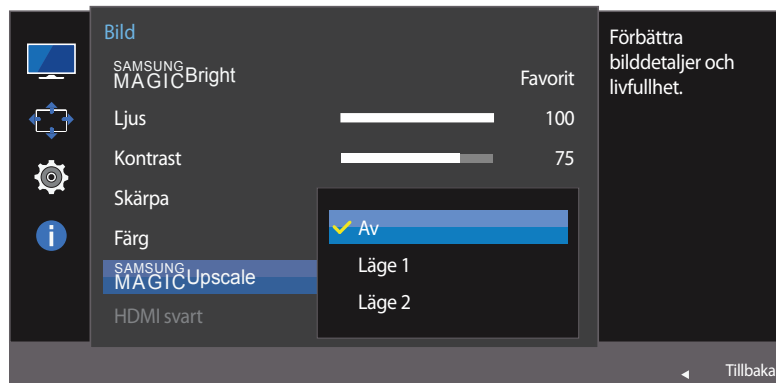 Bild
SAMSUNG
MAGICBright Favorit
Ljus 100
Kontrast 75
Skärpa
Färg
SAMSUNG
MAGICUpscale
HDMI svart
Av
Läge 1
Läge 2
Förbättra
bilddetaljer och
livfullhet.
Tillbaka